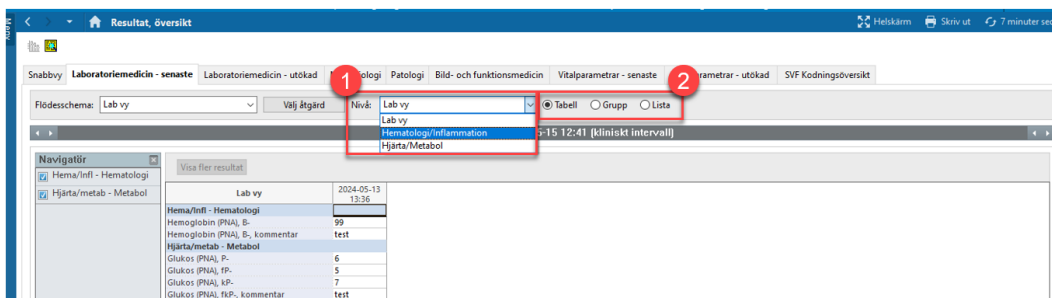 Meny
Resultat, översikt
Helskärm
Skriv ut
7 minuter sed
Snabbvy
Laboratoriemedicin - senaste
Laboratoriemedicin - utökad
ologi
Patologi
Bild- och funktionsmedicin
Vitalparametrar - senaste
rametrar - utökad
SVF Kodningsöversikt
1
2
Flödesschema:
Lab vy
Välj åtgärd
Nivå:
Lab vy
Tabell
Grupp
Lista
Lab vy
Hematologi/Inflammation
Hjärta/Metabol
5-15 12:41 (kliniskt intervall)
Navigatör
Hema/Infl - Hematologi
Hjärta/metab - Metabol
Visa fler resultat
Lab vy
2024-05-13
13:36
Hema/Infl - Hematologi
Hemoglobin (PNA), B-
99
Hemoglobin (PNA), B-, kommentar
test
Hjärta/metab - Metabol
Glukos (PNA), P-
6
Glukos (PNA), fP-
5
Glukos (PNA), kP-
7
Glukos (PNA), fkP-, kommentar
test